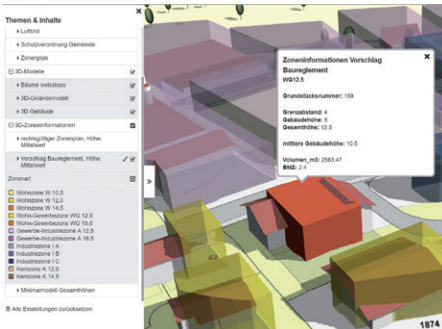 Themen & Inhalte
Luftbild
Schutzverordnung Gemeinde
Zonenplan
3D-Modelle
Bäume swisstopo
3D-Geländemodell
3D Gebäude
3D-Zoneninformationen
rechtsgültiger Zonenplan, Höhe:
Mittelwert
Vorschlag Baureglement, Höhe:
Mittelwert
Zonenart
Wohnzone W 10.5
Wohnzone W 12.0
Wohnzone W 14.5
Wohn-Gewerbezone WG 12.5
Wohn-Gewerbezone WG 15.0
Gewerbe-Industriezone A 12.5
Gewerbe-Industriezone A 16.5
Industriezone I A
Industriezone I B
Industriezone I C
Kernzone K 12.0
Kernzone K 14.5
Minimalmodell Gesamthöhen
Alle Einstellungen zurücksetzen
Zoneninformationen Vorschlag
Baureglement
WG12.5
Grundstücksnummer: 169
Grenzabstand: 4
Gebäudehöhe: 8
Gesamthöhe: 12.5
mittlere Gebäudehöhe: 10.5
Volumen_m3: 2563.47
BMZ: 2.4
63
1874